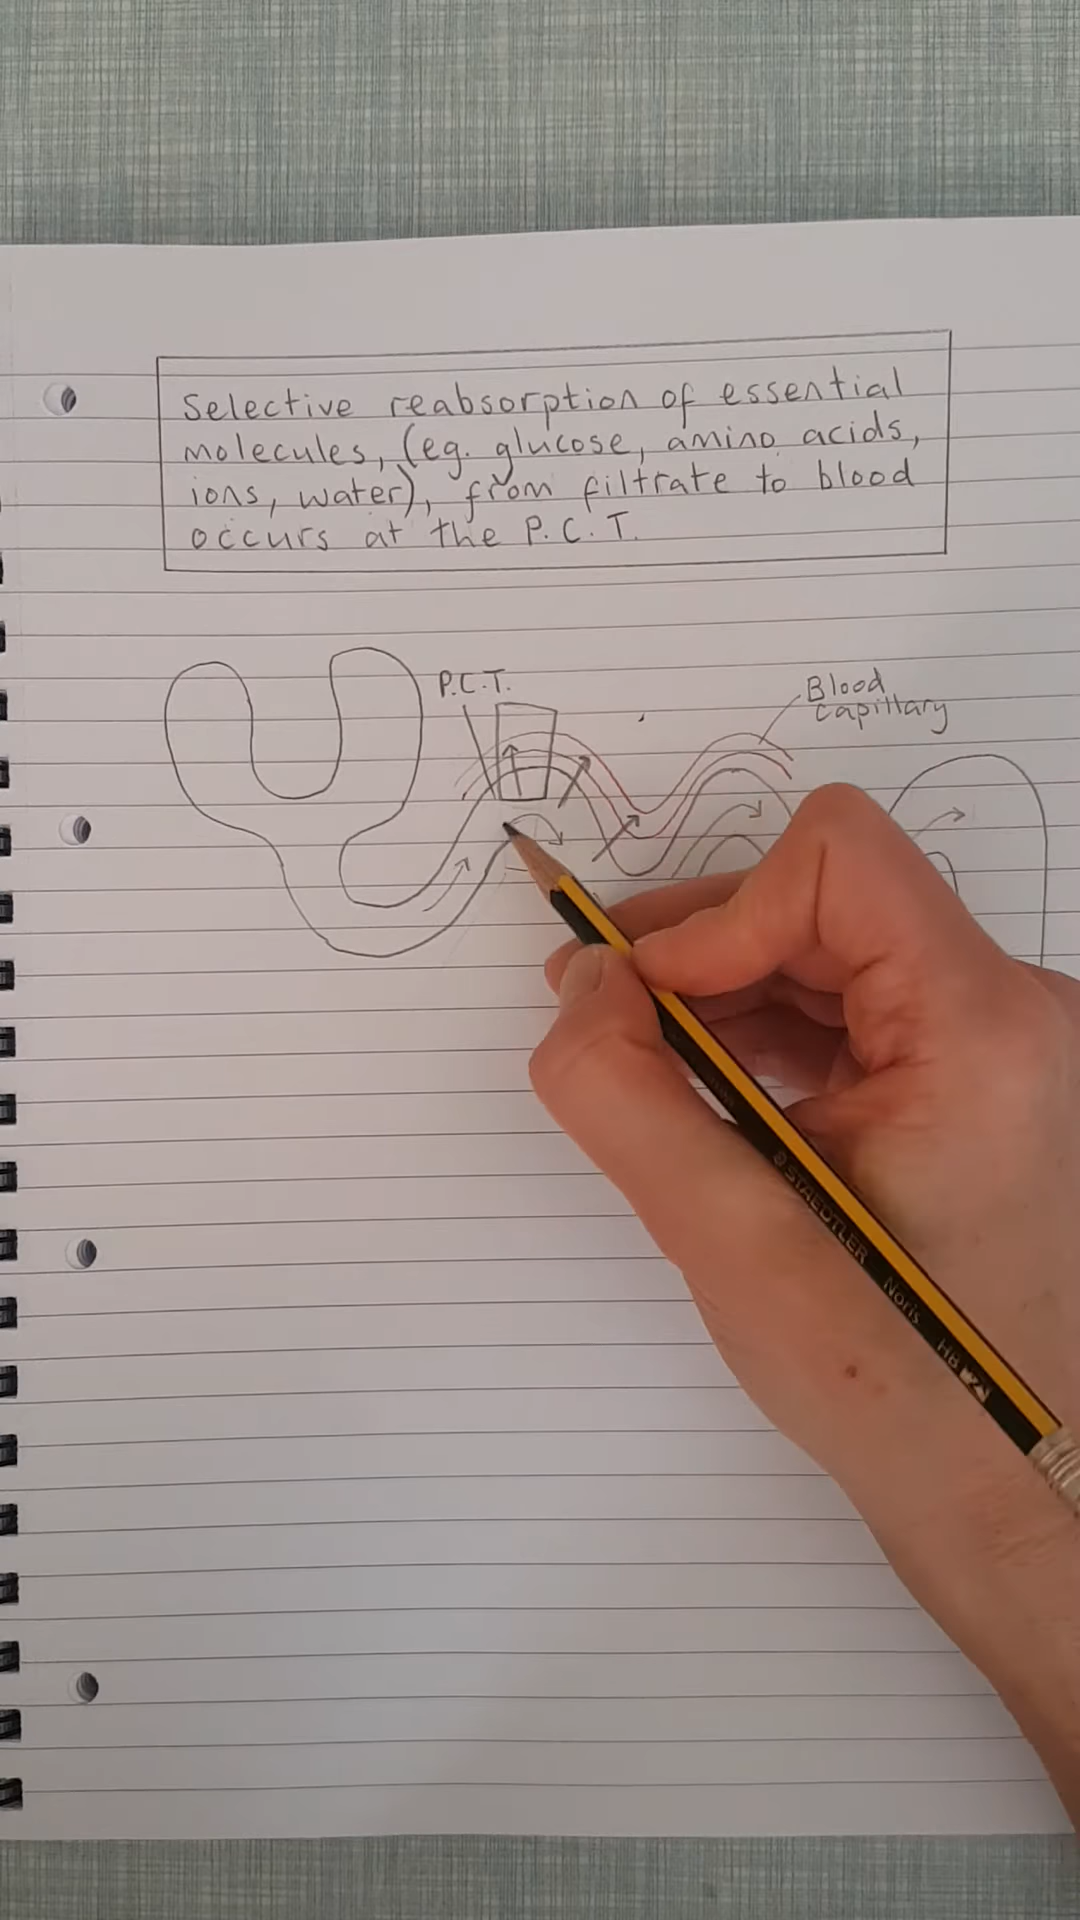 Selective reabsorption of essential
molecules, (eg. glucose, amino acids,
ions, water), from filtrate to blood
occurs at the P.C.T.
P.C.T.
Blood
capillary
STAEDTLER Noris HB 2